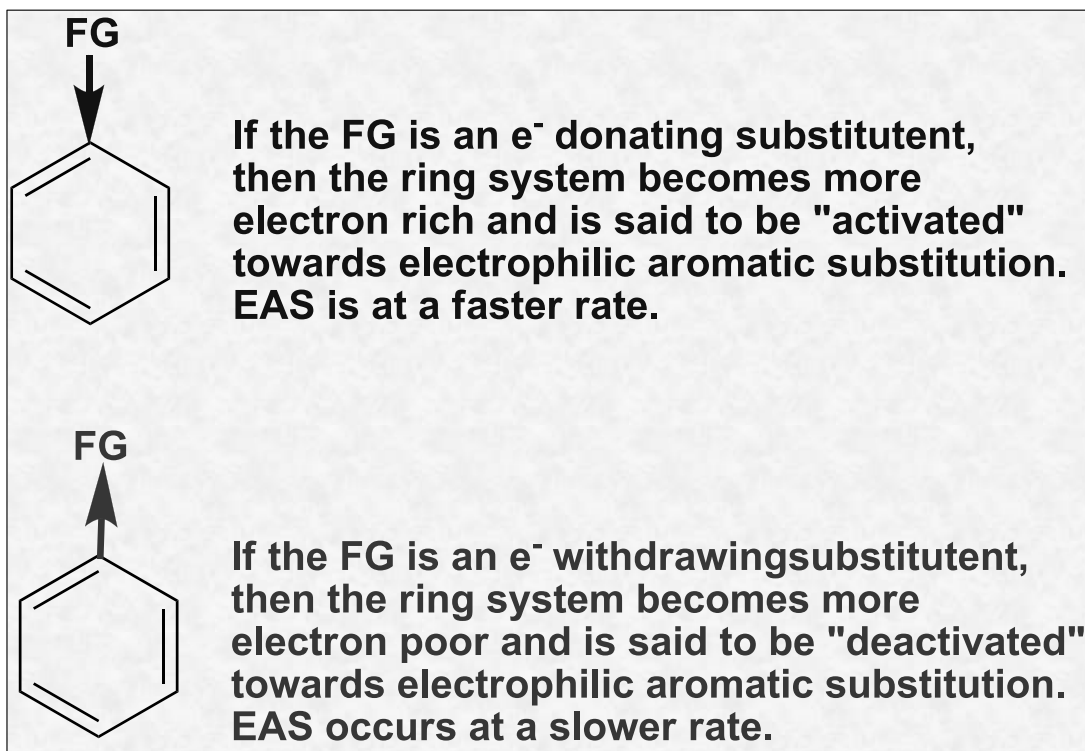 FG
If the FG is an e⁻ donating substitutent,
then the ring system becomes more
electron rich and is said to be "activated"
towards electrophilic aromatic substitution.
EAS is at a faster rate.
FG
If the FG is an e⁻ withdrawingsubstitutent,
then the ring system becomes more
electron poor and is said to be "deactivated"
towards electrophilic aromatic substitution.
EAS occurs at a slower rate.